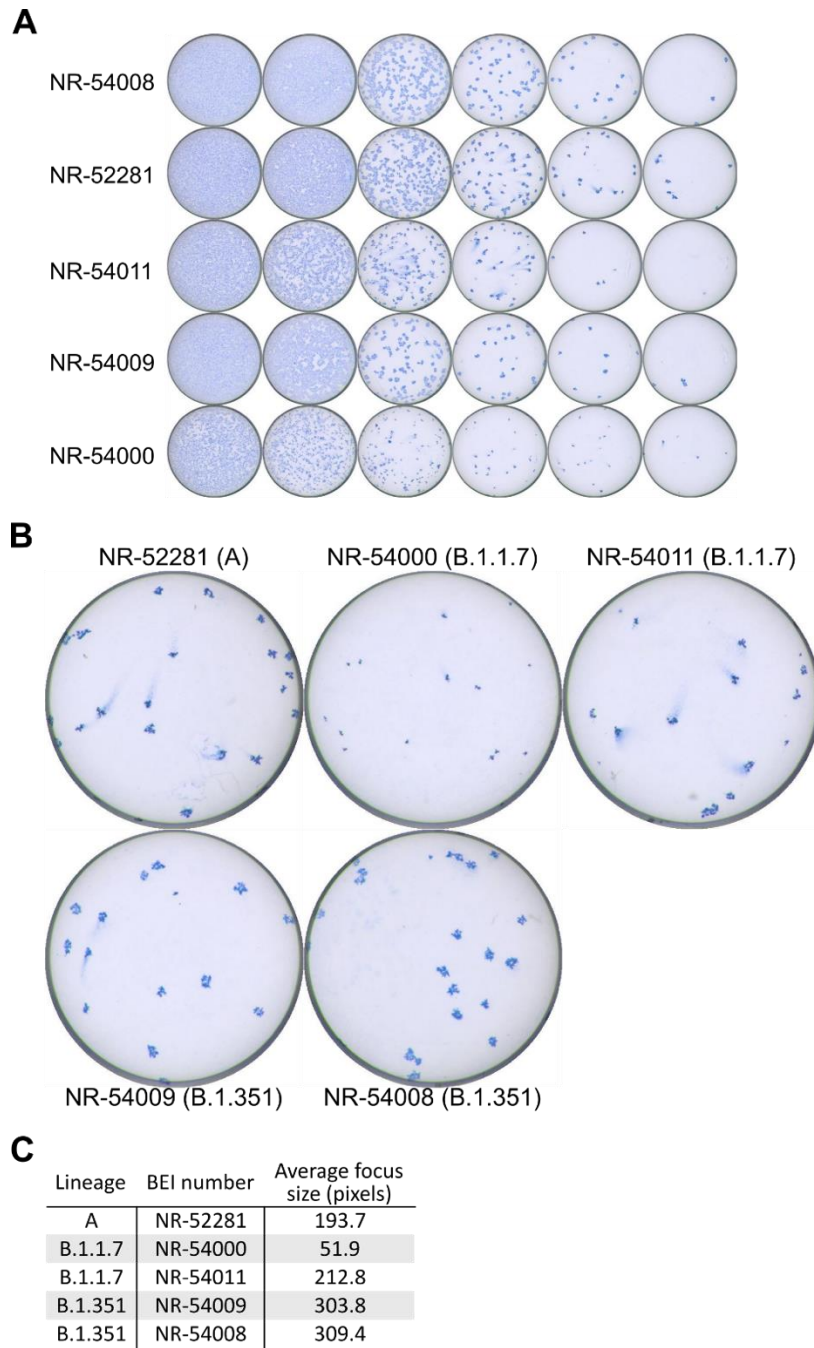 A
NR-54008
NR-52281
NR-54011
NR-54009
NR-54000
B
NR-52281 (A)
NR-54000 (B.1.1.7)
NR-54011 (B.1.1.7)
NR-54009 (B.1.351)
NR-54008 (B.1.351)
C
Lineage BEI number Average focus size (pixels)
A NR-52281 193.7
B.1.1.7 NR-54000 51.9
B.1.1.7 NR-54011 212.8
B.1.351 NR-54009 303.8
B.1.351 NR-54008 309.4